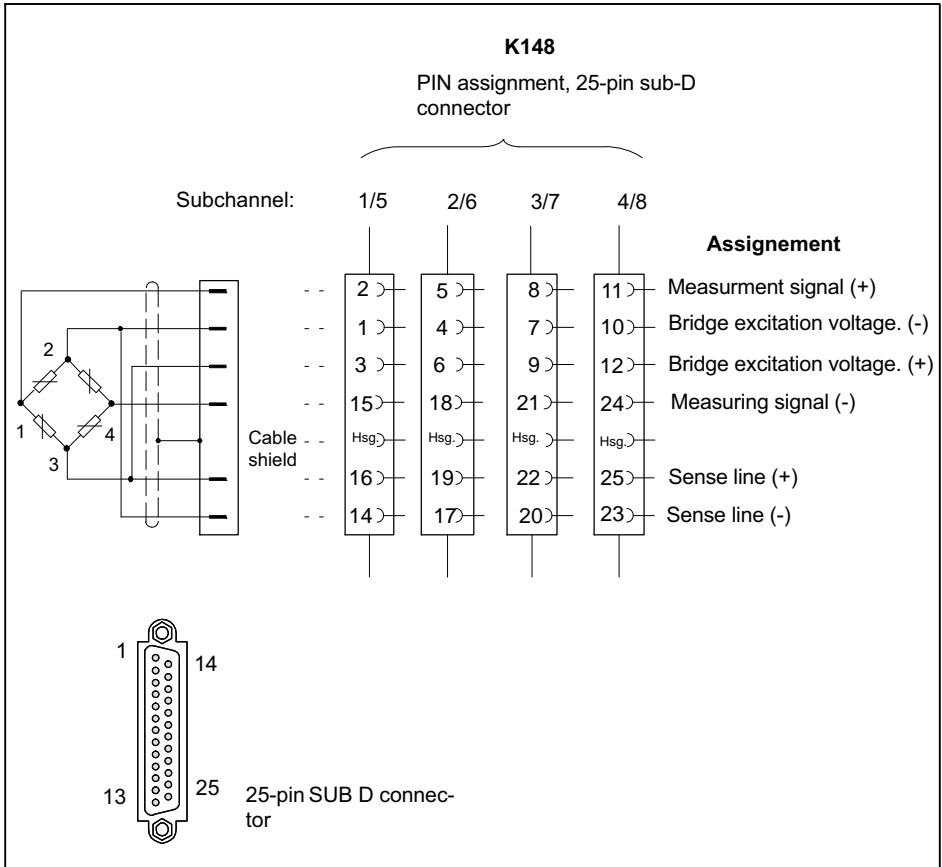 K148
PIN assignment, 25-pin sub-D
connector
Subchannel: 1/5 2/6 3/7 4/8
Assignement
2 5 8 11 Measurment signal (+)
1 4 7 10 Bridge excitation voltage. (-)
3 6 9 12 Bridge excitation voltage. (+)
15 18 21 24 Measuring signal (-)
Hsg. Hsg. Hsg. Hsg.
16 19 22 25 Sense line (+)
14 17 20 23 Sense line (-)
2
1 4
3
Cable
shield
1 14
13 25
25-pin SUB D connec-
tor